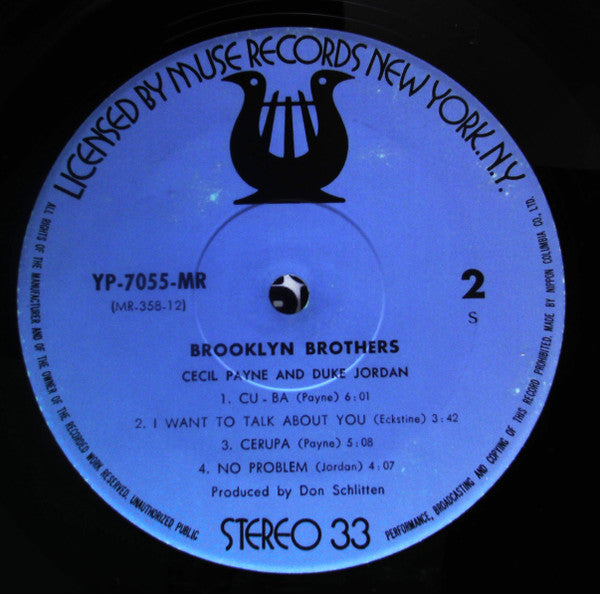 LICENSED BY MUSE RECORDS NEW YORK. N.Y.
YP-7055-MR
(MR-358-12)
2
S
BROOKLYN BROTHERS
CECIL PAYNE AND DUKE JORDAN
1. CU-BA (Payne) 6:01
2. I WANT TO TALK ABOUT YOU (Eckstine) 3:42
3. CERUPA (Payne) 5:08
4. NO PROBLEM (Jordan) 4:07
Produced by Don Schlitten
STEREO 33
ALL RIGHTS OF THE MANUFACTURER AND OF THE OWNER OF THE RECORDED WORK RESERVED. UNAUTHORIZED PUBLIC
PERFORMANCE, BROADCASTING AND COPYING OF THIS RECORD PROHIBITED. MADE BY NIPPON COLUMBIA CO., LTD.